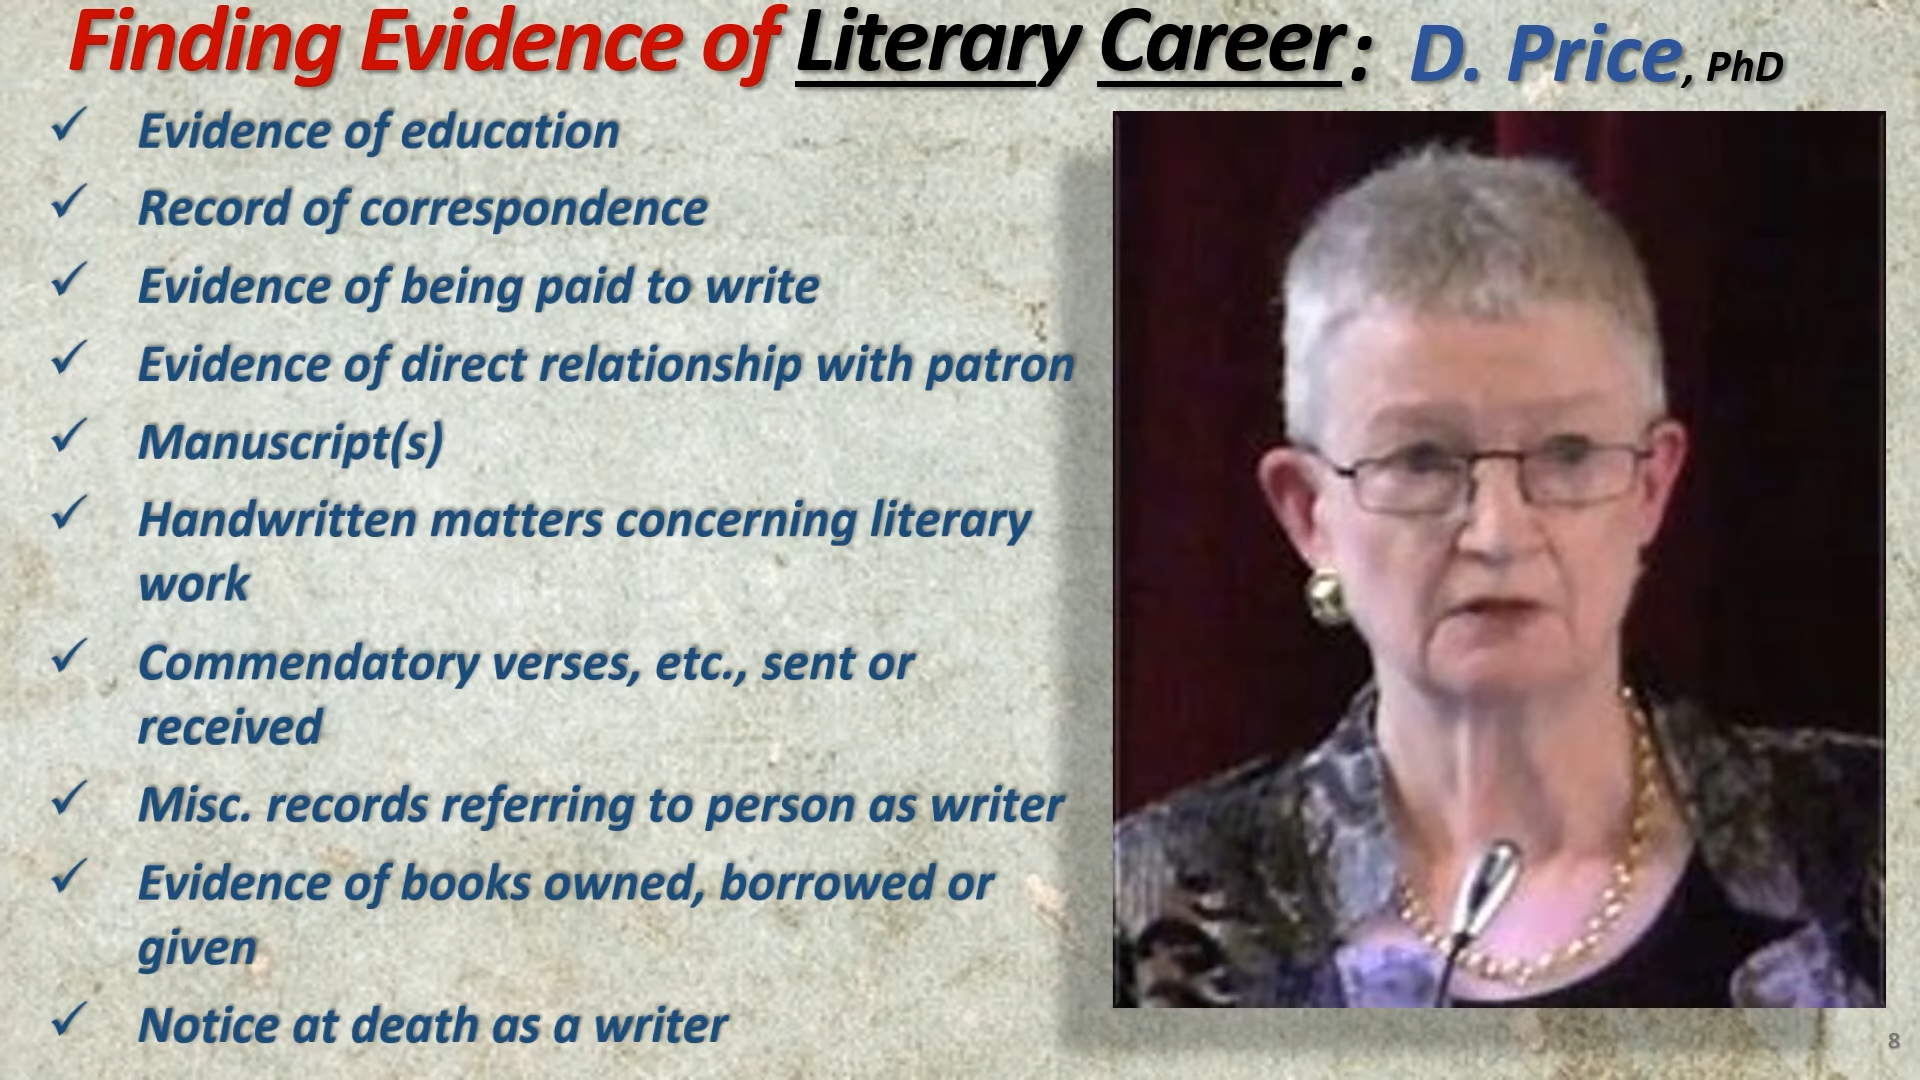 Finding Evidence of Literary Career: D. Price, PhD
✓ Evidence of education
✓ Record of correspondence
✓ Evidence of being paid to write
✓ Evidence of direct relationship with patron
✓ Manuscript(s)
✓ Handwritten matters concerning literary
work
✓ Commendatory verses, etc., sent or
received
✓ Misc. records referring to person as writer
✓ Evidence of books owned, borrowed or
given
✓ Notice at death as a writer
8